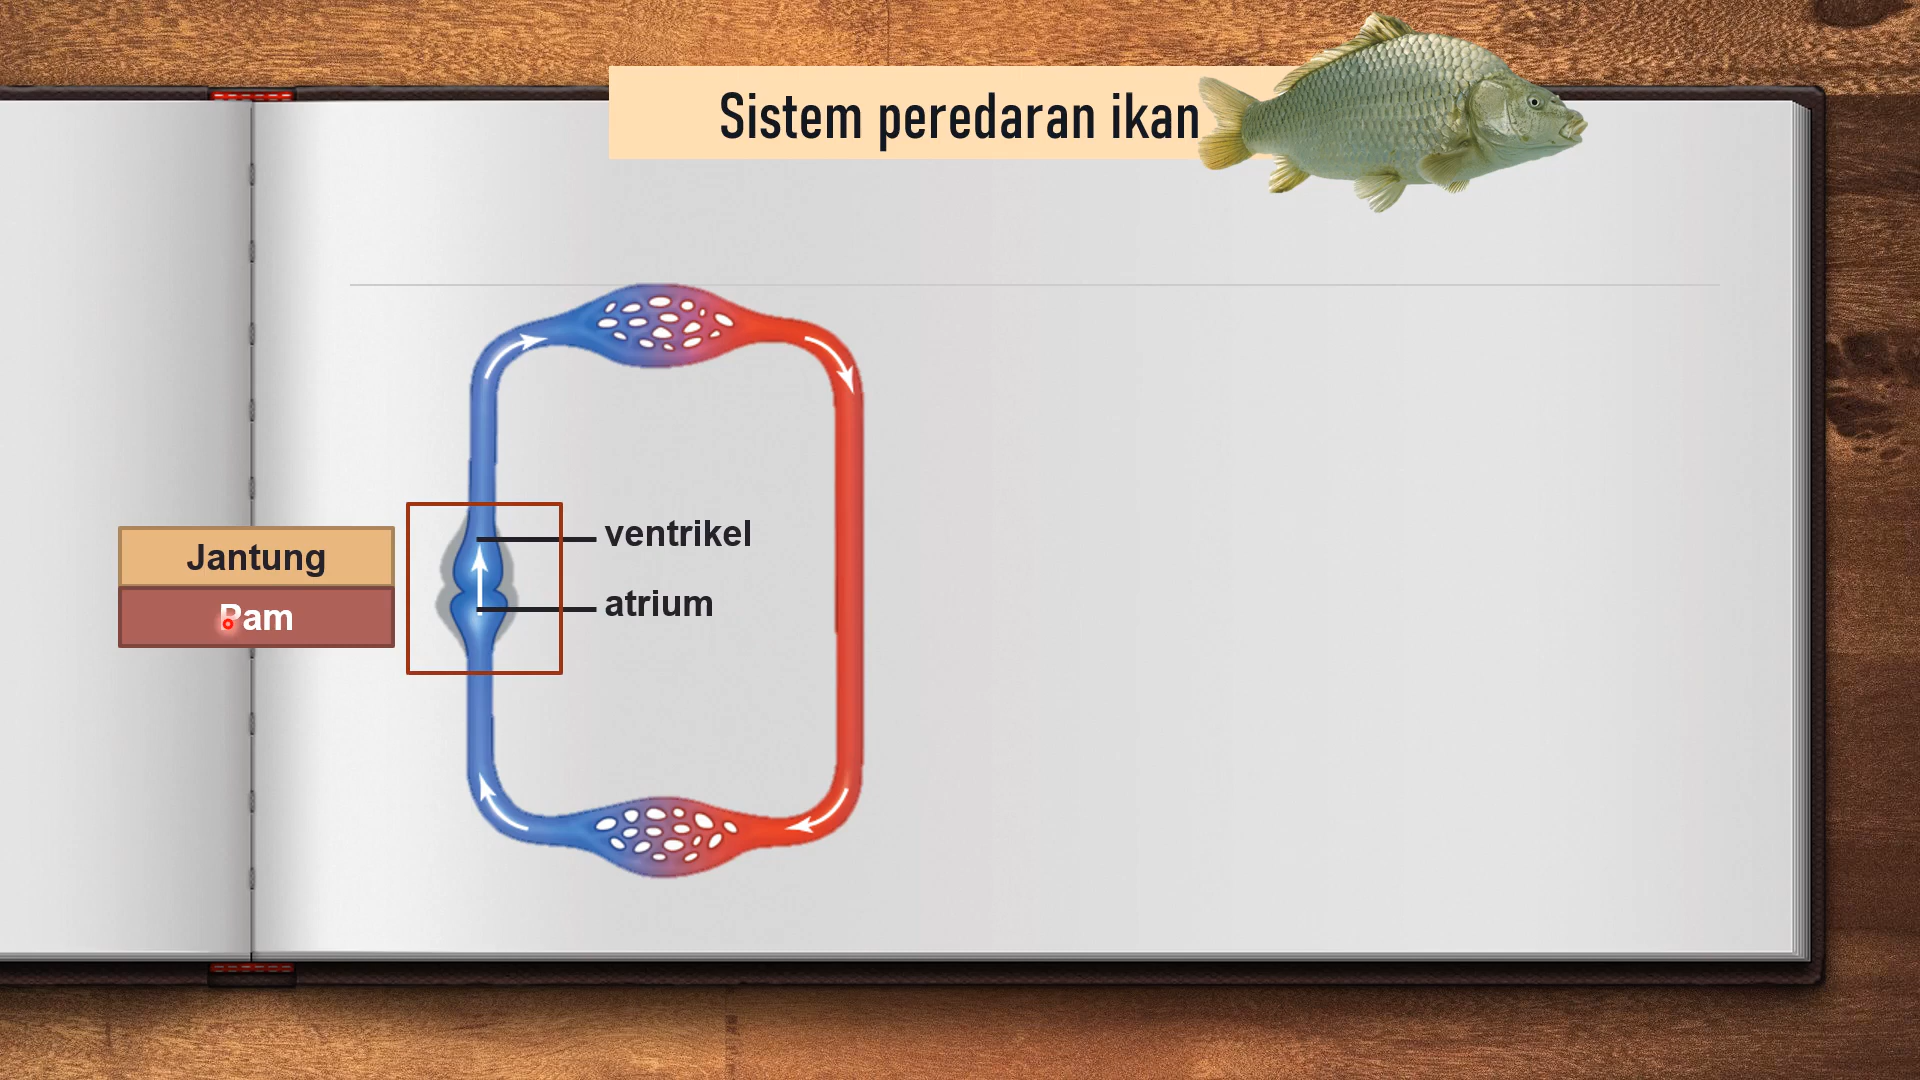 Sistem peredaran ikan
ventrikel
Jantung
atrium
Pam